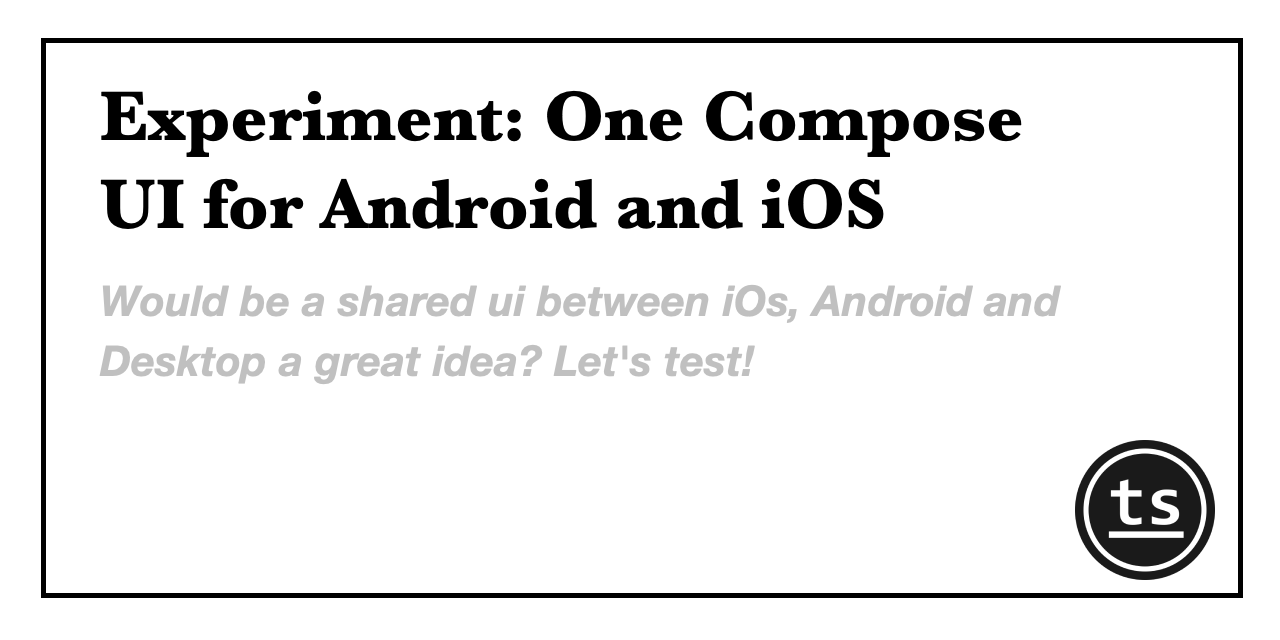 Experiment: One Compose
UI for Android and iOS
Would be a shared ui between iOs, Android and
Desktop a great idea? Let's test!
ts